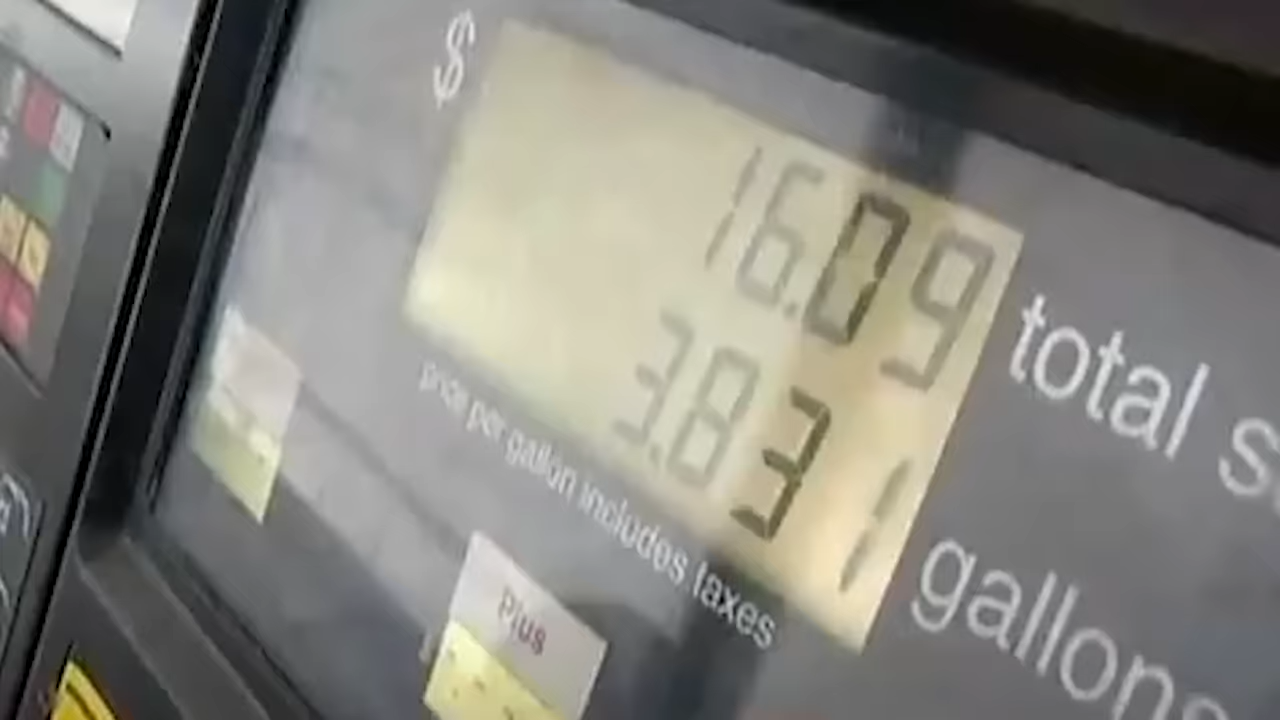 $ 16.09 total
3.831 gallons
price per gallon includes taxes
Plus